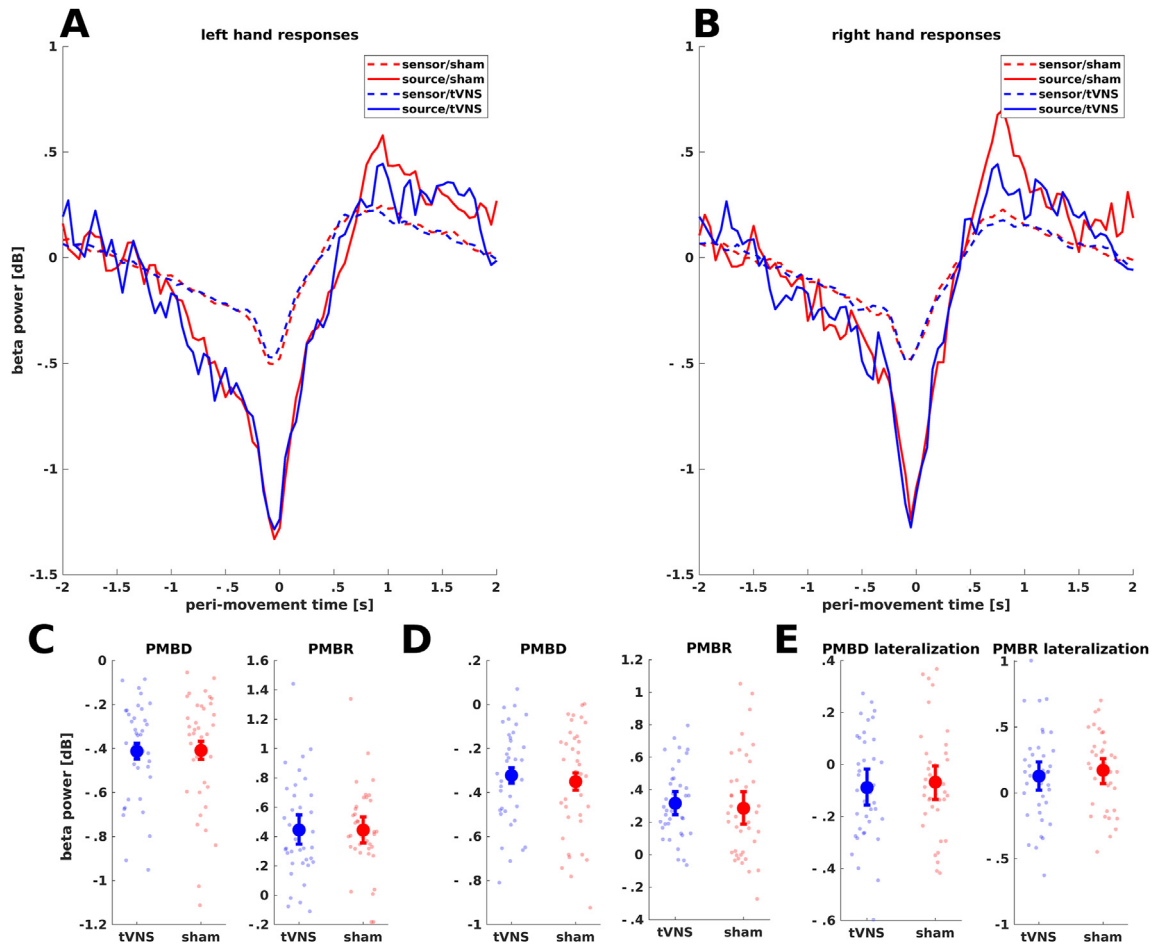 A
B
left hand responses
right hand responses
sensor/sham
source/sham
sensor/tVNS
source/tVNS
sensor/sham
source/sham
sensor/tVNS
source/tVNS
beta power [dB]
1
.5
0
-.5
-1
-1.5
-2 -1.5 -1 -.5 0 .5 1 1.5 2
peri-movement time [s]
1
.5
0
-.5
-1
-1.5
-2 -1.5 -1 -.5 0 .5 1 1.5 2
peri-movement time [s]
C
D
E
PMBD
PMBR
PMBD
PMBR
PMBD lateralization
PMBR lateralization
beta power [dB]
0
-.2
-.4
-.6
-.8
-1
-1.2
tVNS sham
1.6
1.4
1.2
1
.8
.6
.4
.2
0
-.2
tVNS sham
.2
0
-.2
-.4
-.6
-.8
-1
tVNS sham
1.2
1
.8
.6
.4
.2
0
-.2
-.4
tVNS sham
.4
.2
0
-.2
-.4
-.6
tVNS sham
1
.5
0
-.5
-1
tVNS sham